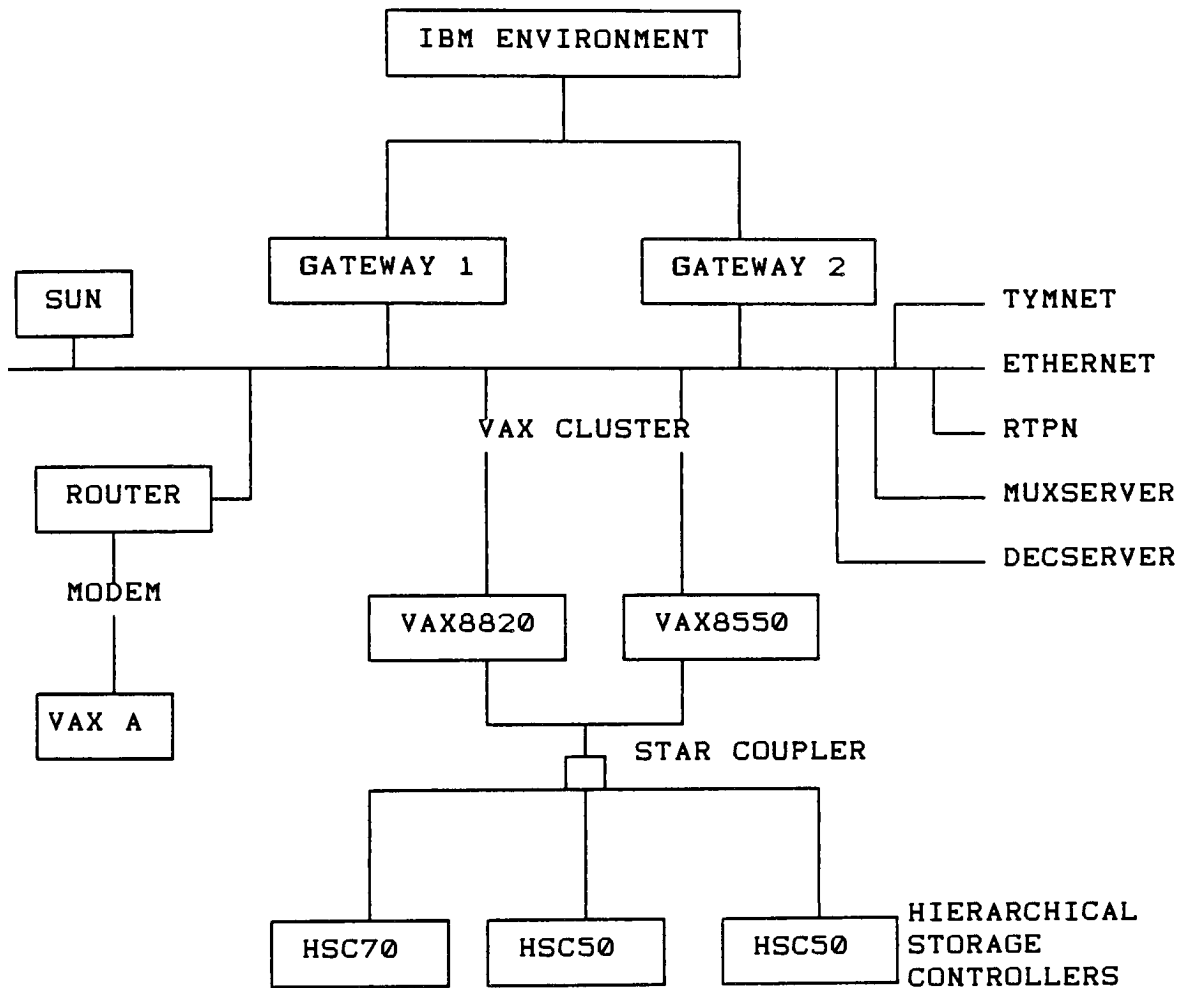 IBM ENVIRONMENT
GATEWAY 1
GATEWAY 2
SUN
TYMNET
ETHERNET
RTPN
MUXSERVER
DECSERVER
VAX CLUSTER
ROUTER
MODEM
VAX A
VAX8820
VAX8550
STAR COUPLER
HSC70
HSC50
HSC50
HIERARCHICAL
STORAGE
CONTROLLERS